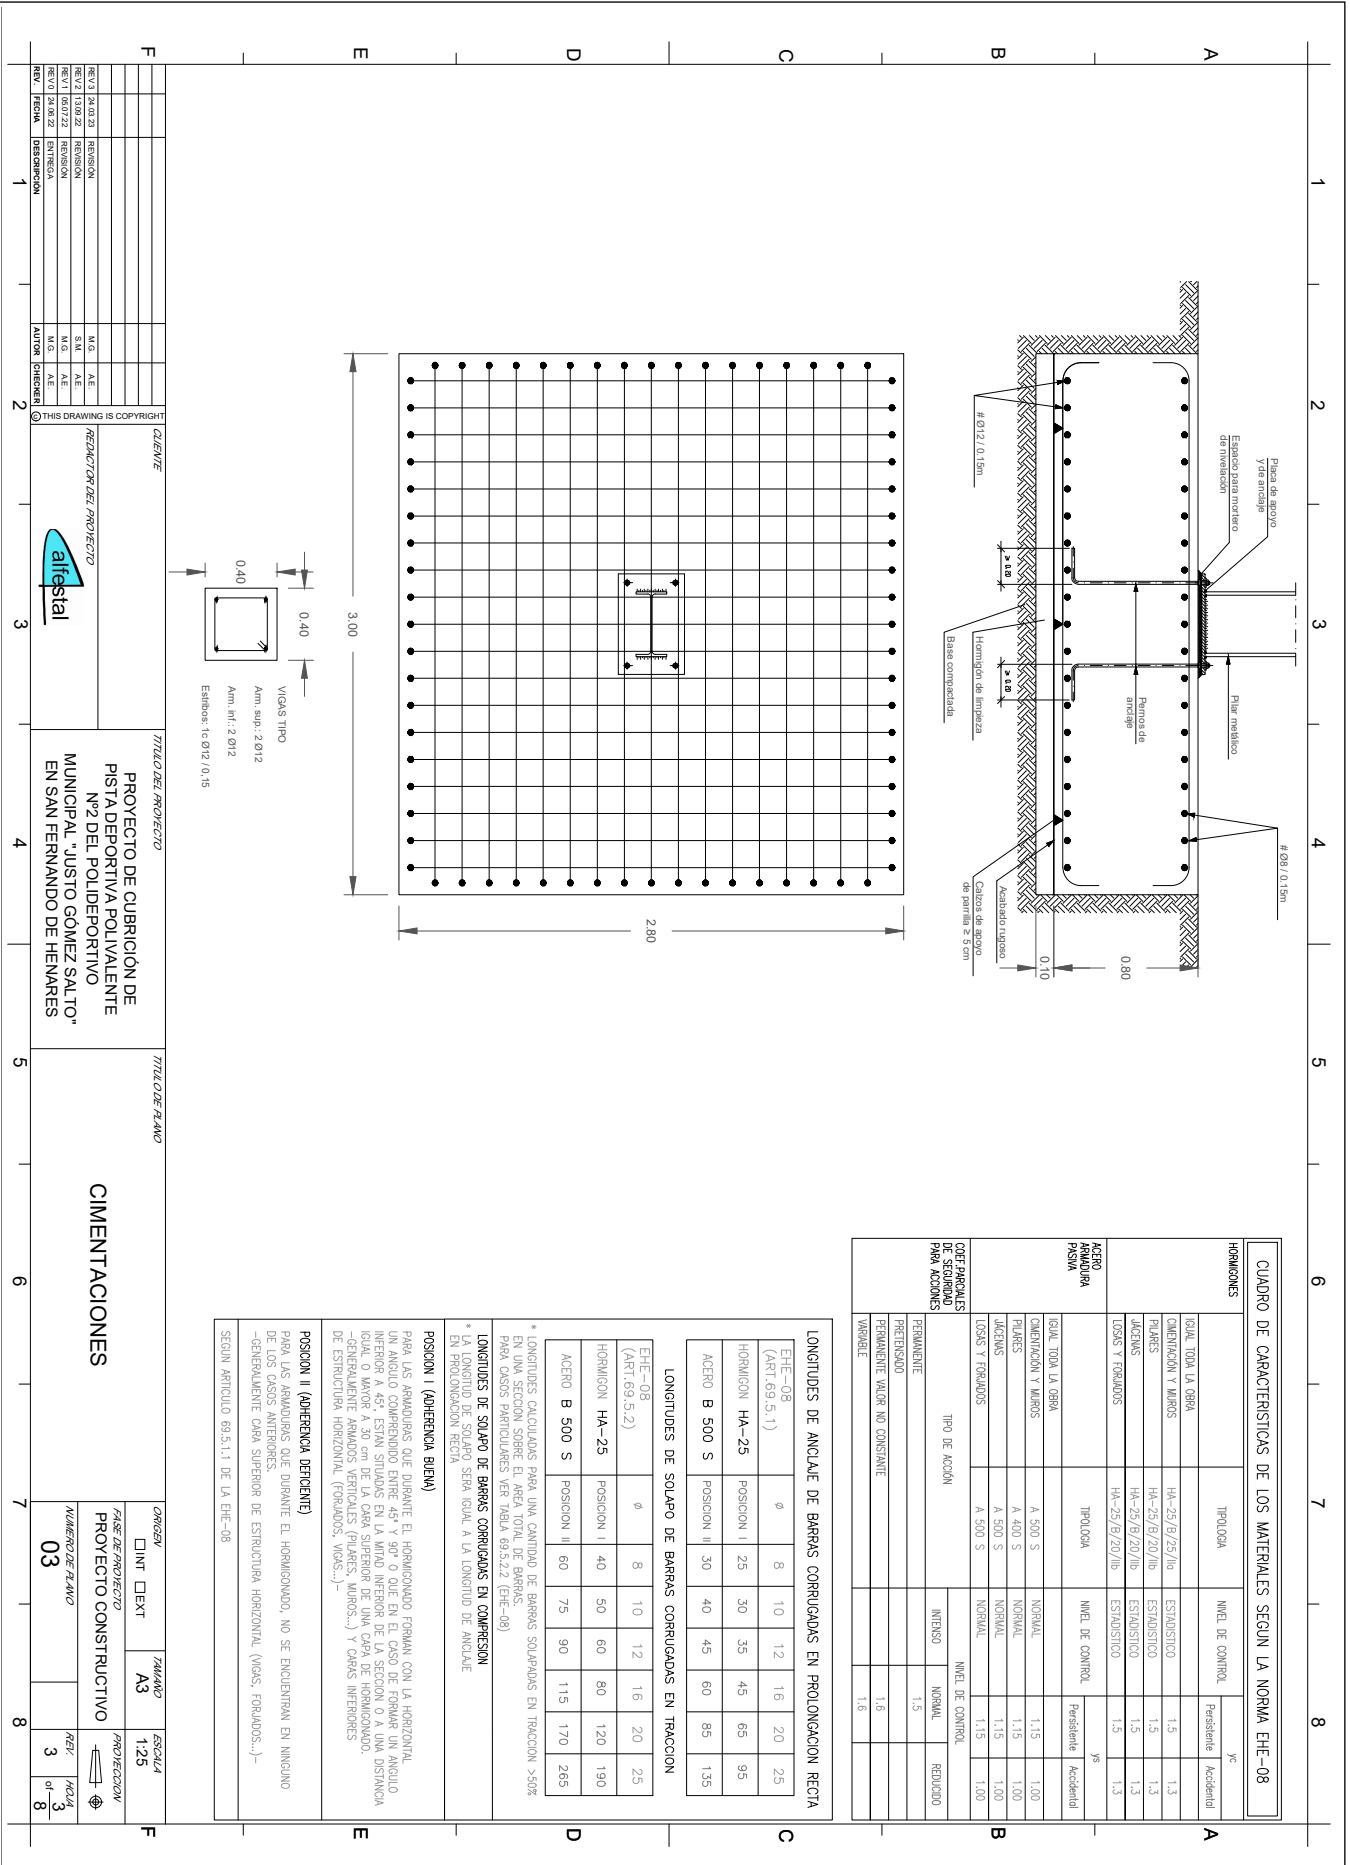 A
B
C
D
E
F
1
2
3
4
5
6
7
8
Placa de apoyo
y de anclaje
Espacio para mortero
de nivelación
Pilar metálico
# Ø8 / 0.15m
# Ø12 / 0.15m
≥ 0.20
≥ 0.20
Pernos de
anclaje
Hormigón de limpieza
Base compactada
Acabado rugoso
Calzos de apoyo
de parrilla ≥ 5 cm
0.80
0.10
2.80
3.00
0.40
0.40
VIGAS TIPO
Arm. sup.: 2 Ø12
Arm. inf.: 2 Ø12
Estribos: 1c Ø12 / 0,15
CUADRO DE CARACTERISTICAS DE LOS MATERIALES SEGUN LA NORMA EHE-08
HORMIGONES
TIPOLOGIA
NIVEL DE CONTROL
γc
Persistente
Accidental
IGUAL TODA LA OBRA
CIMENTACIÓN Y MUROS HA-25/B/25/IIa ESTADISTICO 1.5 1.3
PILARES HA-25/B/20/IIb ESTADISTICO 1.5 1.3
JÁCENAS HA-25/B/20/IIb ESTADISTICO 1.5 1.3
LOSAS Y FORJADOS HA-25/B/20/IIb ESTADISTICO 1.5 1.3
ACERO
ARMADURA
PASIVA
TIPOLOGIA
NIVEL DE CONTROL
γs
Persistente
Accidental
IGUAL TODA LA OBRA
CIMENTACIÓN Y MUROS A 500 S NORMAL 1.15 1.00
PILARES A 400 S NORMAL 1.15 1.00
JÁCENAS A 500 S NORMAL 1.15 1.00
LOSAS Y FORJADOS A 500 S NORMAL 1.15 1.00
COEF.PARCIALES
DE SEGURIDAD
PARA ACCIONES
TIPO DE ACCIÓN
NIVEL DE CONTROL
INTENSO NORMAL REDUCIDO
PERMANENTE 1.5
PRETENSADO
PERMANENTE VALOR NO CONSTANTE 1.6
VARIABLE 1.6
LONGITUDES DE ANCLAJE DE BARRAS CORRUGADAS EN PROLONGACION RECTA
EHE-08
(ART.69.5.1)
ø 8 10 12 16 20 25
HORMIGON HA-25 POSICION I 25 30 35 45 65 95
ACERO B 500 S POSICION II 30 40 45 60 85 135
LONGITUDES DE SOLAPO DE BARRAS CORRUGADAS EN TRACCION
EHE-08
(ART.69.5.2)
ø 8 10 12 16 20 25
HORMIGON HA-25 POSICION I 40 50 60 80 120 190
ACERO B 500 S POSICION II 60 75 90 115 170 265
* LONGITUDES CALCULADAS PARA UNA CANTIDAD DE BARRAS SOLAPADAS EN TRACCION >50%
EN UNA SECCION SOBRE EL AREA TOTAL DE BARRAS.
PARA CASOS PARTICULARES VER TABLA 69.5.2.2 (EHE-08)
LONGITUDES DE SOLAPO DE BARRAS CORRUGADAS EN COMPRESION
* LA LONGITUD DE SOLAPO SERA IGUAL A LA LONGITUD DE ANCLAJE
EN PROLONGACION RECTA
POSICION I (ADHERENCIA BUENA)
PARA LAS ARMADURAS QUE DURANTE EL HORMIGONADO FORMAN CON LA HORIZONTAL
UN ANGULO COMPRENDIDO ENTRE 45° Y 90° O QUE EN EL CASO DE FORMAR UN ANGULO
INFERIOR A 45° ESTAN SITUADAS EN LA MITAD INFERIOR DE LA SECCION O A UNA DISTANCIA
IGUAL O MAYOR A 30 cm DE LA CARA SUPERIOR DE UNA CAPA DE HORMIGONADO.
-GENERALMENTE ARMADOS VERTICALES (PILARES, MUROS...) Y CARAS INFERIORES
DE ESTRUCTURA HORIZONTAL (FORJADOS, VIGAS...)-
POSICION II (ADHERENCIA DEFICIENTE)
PARA LAS ARMADURAS QUE DURANTE EL HORMIGONADO, NO SE ENCUENTRAN EN NINGUNO
DE LOS CASOS ANTERIORES.
-GENERALMENTE CARA SUPERIOR DE ESTRUCTURA HORIZONTAL (VIGAS, FORJADOS...)-
SEGUN ARTICULO 69.5.1.1 DE LA EHE-08
REV 3 24.03.23 REVISIÓN M.G. A.E.
REV 2 13.09.22 REVISIÓN S.M. A.E.
REV 1 05.07.22 REVISIÓN M.G. A.E.
REV 0 24.06.22 ENTREGA M.G. A.E.
REV. FECHA DESCRIPCIÓN AUTOR CHECKER
© THIS DRAWING IS COPYRIGHT
CLIENTE
REDACTOR DEL PROYECTO
alfestal
TITULO DEL PROYECTO
PROYECTO DE CUBRICIÓN DE
PISTA DEPORTIVA POLIVALENTE
Nº2 DEL POLIDEPORTIVO
MUNICIPAL "JUSTO GÓMEZ SALTO"
EN SAN FERNANDO DE HENARES
TITULO DE PLANO
CIMENTACIONES
ORIGEN
INT EXT
TAMAÑO
A3
ESCALA
1:25
FASE DE PROYECTO
PROYECTO CONSTRUCTIVO
PROYECCION
NUMERO DE PLANO
03
REV.
3
HOJA
3
of 8
A
B
C
D
E
F
1
2
3
4
5
6
7
8